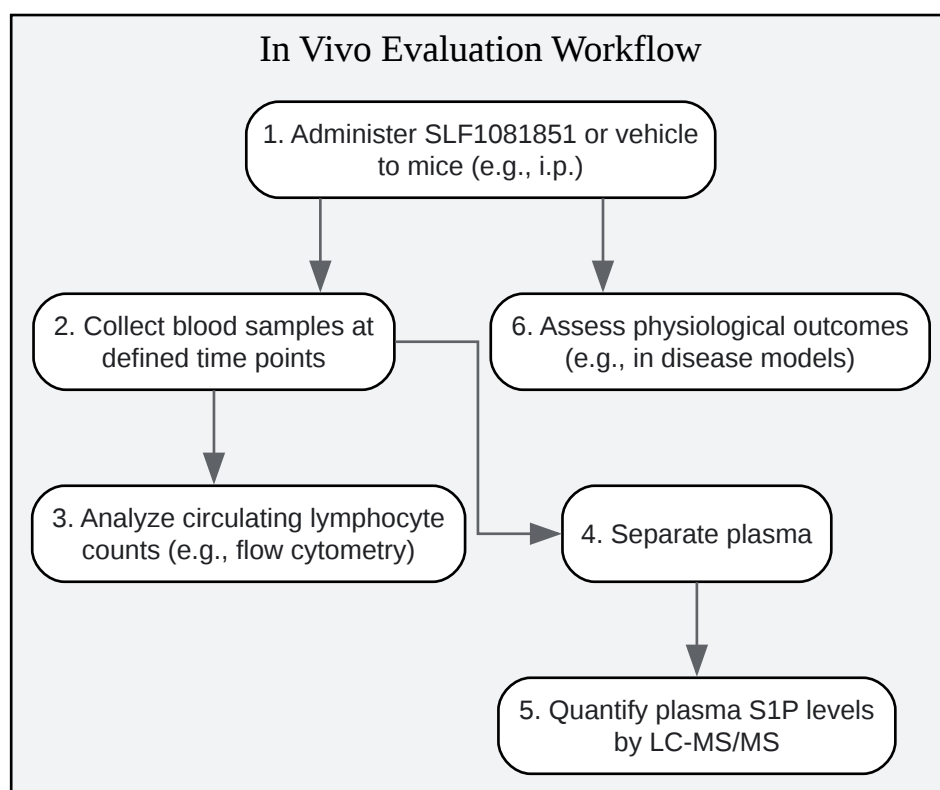 In Vivo Evaluation Workflow
1. Administer SLF1081851 or vehicle
to mice (e.g., i.p.)
2. Collect blood samples at
defined time points
6. Assess physiological outcomes
(e.g., in disease models)
3. Analyze circulating lymphocyte
counts (e.g., flow cytometry)
4. Separate plasma
5. Quantify plasma S1P levels
by LC-MS/MS